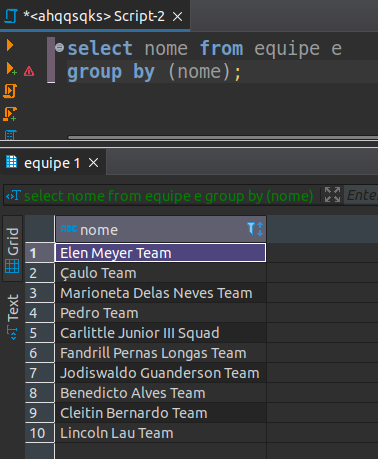 *<ahqqsqks> Script-2 ×
select nome from equipe e
group by (nome);
equipe 1 ×
select nome from equipe e group by (nome)
Enter
Grid
Text
ABC nome
1 Elen Meyer Team
2 Çaulo Team
3 Marioneta Delas Neves Team
4 Pedro Team
5 Carlittle Junior III Squad
6 Fandrill Pernas Longas Team
7 Jodiswaldo Guanderson Team
8 Benedicto Alves Team
9 Cleitin Bernardo Team
10 Lincoln Lau Team